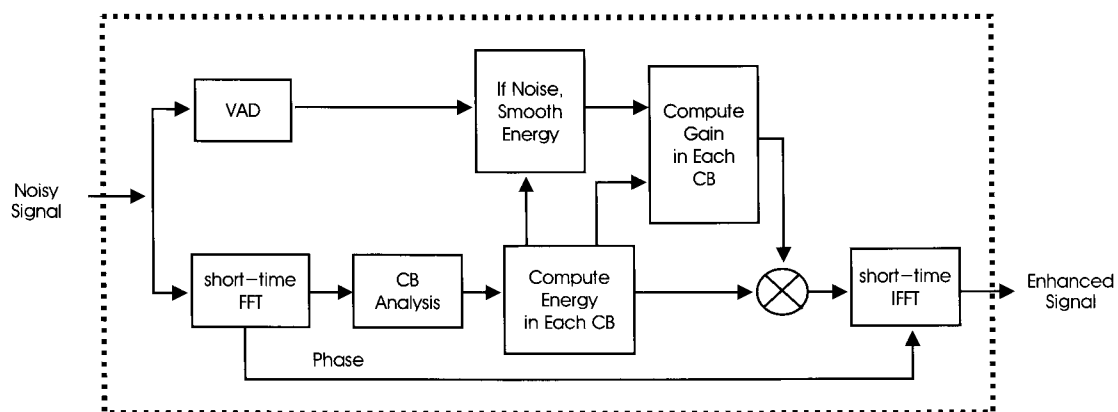 Noisy
Signal
VAD
If Noise,
Smooth
Energy
Compute
Gain
in Each
CB
short-time
FFT
CB
Analysis
Compute
Energy
in Each CB
short-time
IFFT
Enhanced
Signal
Phase